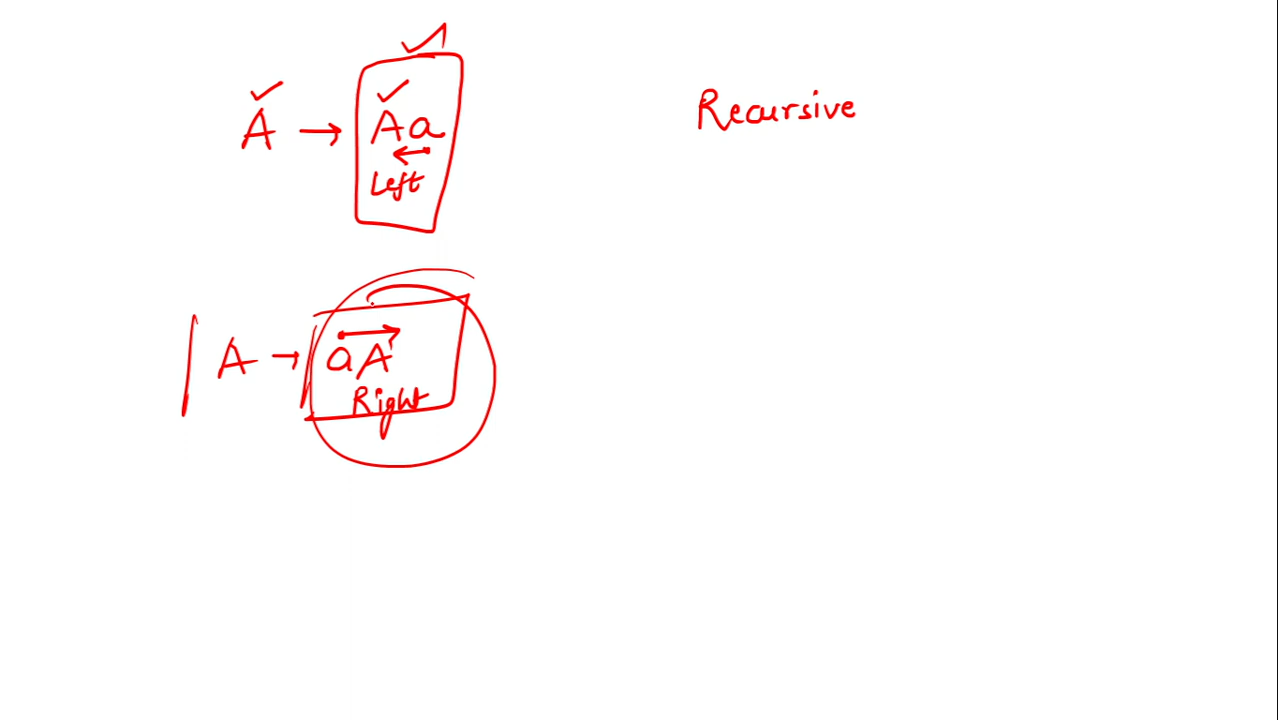 A → Aa
Left
Recursive
A → aA
Right